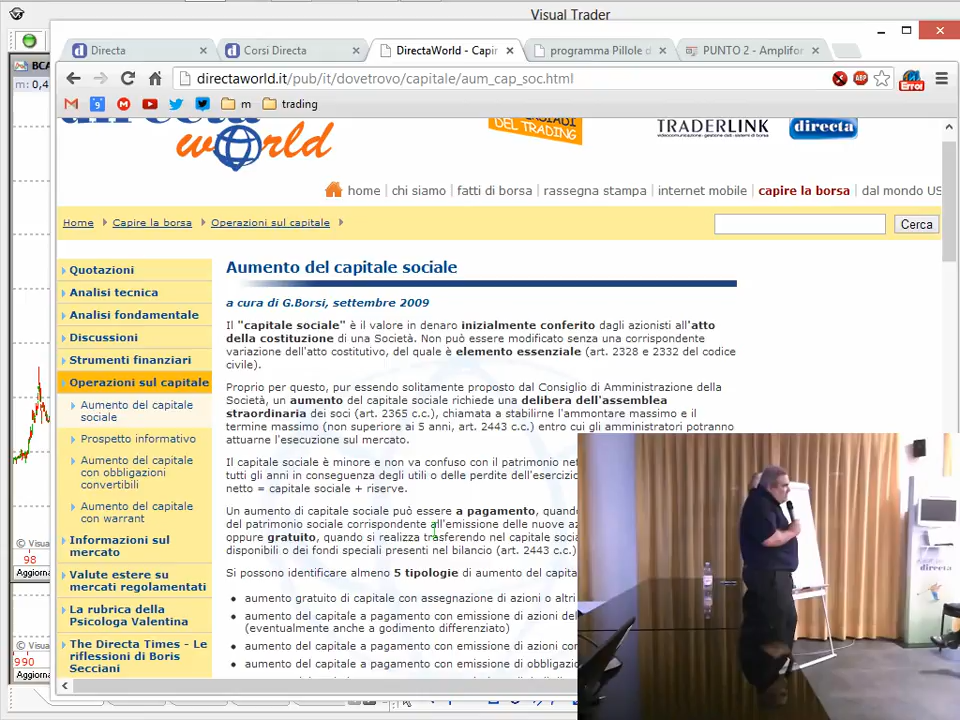 Visual Trader
Directa
Corsi Directa
DirectaWorld - Capir
programma Pillole d
PUNTO 2 - Amplifor
directaworld.it/pub/it/dovetrovo/capitale/aum_cap_soc.html
ABP
Error
m
trading
BCA
m: 0,4
directa
world
DEL TRADING
TRADERLINK
directa
home | chi siamo | fatti di borsa | rassegna stampa | internet mobile | capire la borsa | dal mondo US
Home
Capire la borsa
Operazioni sul capitale
Cerca
Quotazioni
Analisi tecnica
Analisi fondamentale
Discussioni
Strumenti finanziari
Operazioni sul capitale
Aumento del capitale
sociale
Prospetto informativo
Aumento del capitale
con obbligazioni
convertibili
Aumento del capitale
con warrant
Informazioni sul
mercato
Valute estere su
mercati regolamentati
La rubrica della
Psicologa Valentina
The Directa Times - Le
riflessioni di Boris
Secciani
Aumento del capitale sociale
a cura di G.Borsi, settembre 2009
Il "capitale sociale" è il valore in denaro inizialmente conferito dagli azionisti all'atto
della costituzione di una Società. Non può essere modificato senza una corrispondente
variazione dell'atto costitutivo, del quale è elemento essenziale (art. 2328 e 2332 del codice
civile).
Proprio per questo, pur essendo solitamente proposto dal Consiglio di Amministrazione della
Società, un aumento del capitale sociale richiede una delibera dell'assemblea
straordinaria dei soci (art. 2365 c.c.), chiamata a stabilirne l'ammontare massimo e il
termine massimo (non superiore ai 5 anni, art. 2443 c.c.) entro cui gli amministratori potranno
attuarne l'esecuzione sul mercato.
Il capitale sociale è minore e non va confuso con il patrimonio net
tutti gli anni in conseguenza degli utili o delle perdite dell'esercizio
netto = capitale sociale + riserve.
Un aumento di capitale sociale può essere a pagamento, quando
del patrimonio sociale corrispondente all'emissione delle nuove az
oppure gratuito, quando si realizza trasferendo nel capitale socia
disponibili o dei fondi speciali presenti nel bilancio (art. 2443 c.c.)
Si possono identificare almeno 5 tipologie di aumento del capita
aumento gratuito di capitale con assegnazione di azioni o altri
aumento del capitale a pagamento con emissione di azioni del
(eventualmente anche a godimento differenziato)
aumento del capitale a pagamento con emissione di azioni co
aumento del capitale a pagamento con emissione di obbligazio
© Visua
98
Aggiorna
© Visua
990
Aggiorna
directa